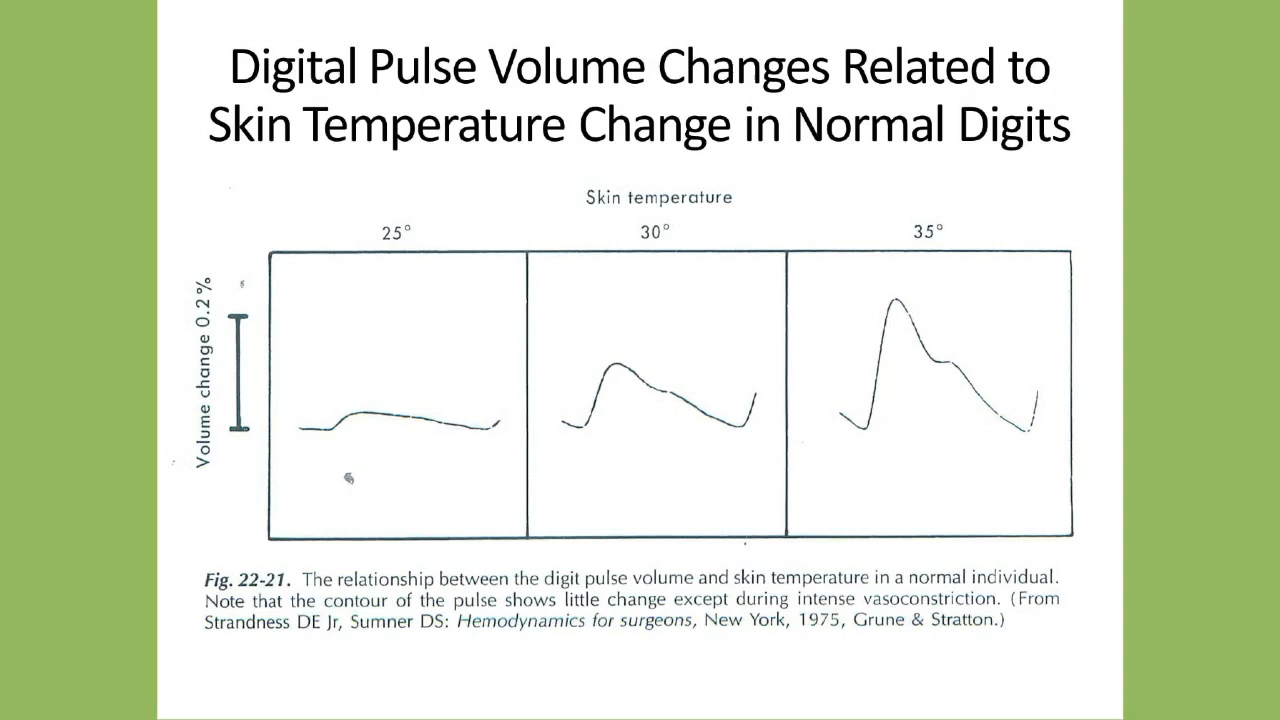 Digital Pulse Volume Changes Related to
Skin Temperature Change in Normal Digits
Skin temperature
25° 30° 35°
Volume change 0.2 %
Fig. 22-21. The relationship between the digit pulse volume and skin temperature in a normal individual.
Note that the contour of the pulse shows little change except during intense vasoconstriction. (From
Strandness DE Jr, Sumner DS: Hemodynamics for surgeons, New York, 1975, Grune & Stratton.)